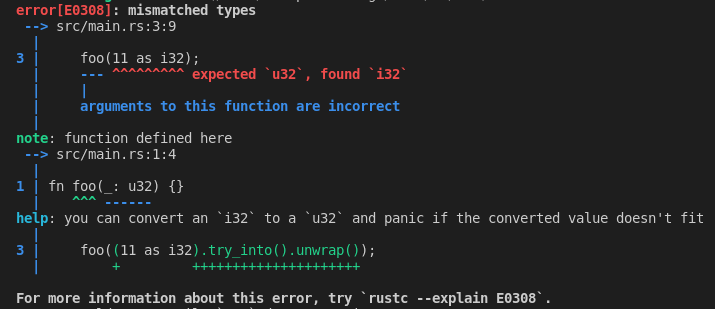 error[E0308]: mismatched types
 --> src/main.rs:3:9
  |
3 |     foo(11 as i32);
  |     --- ^^^^^^^^^ expected `u32`, found `i32`
  |     |
  |     arguments to this function are incorrect
  |
note: function defined here
 --> src/main.rs:1:4
  |
1 | fn foo(_: u32) {}
  |    ^^^ ------
help: you can convert an `i32` to a `u32` and panic if the converted value doesn't fit
  |
3 |     foo((11 as i32).try_into().unwrap());
  |         +         +++++++++++++++++++++
For more information about this error, try `rustc --explain E0308`.